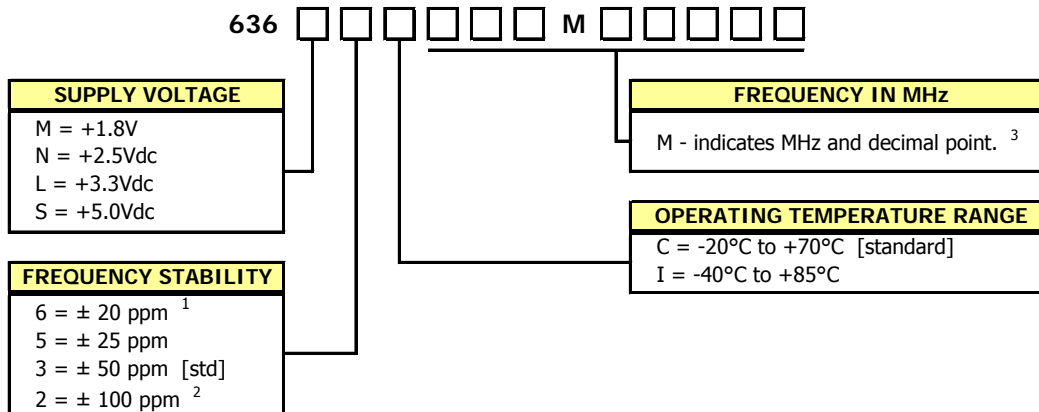 636 M
SUPPLY VOLTAGE
M = +1.8V
N = +2.5Vdc
L = +3.3Vdc
S = +5.0Vdc
FREQUENCY STABILITY
6 = ± 20 ppm 1
5 = ± 25 ppm
3 = ± 50 ppm [std]
2 = ± 100 ppm 2
FREQUENCY IN MHz
M - indicates MHz and decimal point. 3
OPERATING TEMPERATURE RANGE
C = -20°C to +70°C [standard]
I = -40°C to +85°C